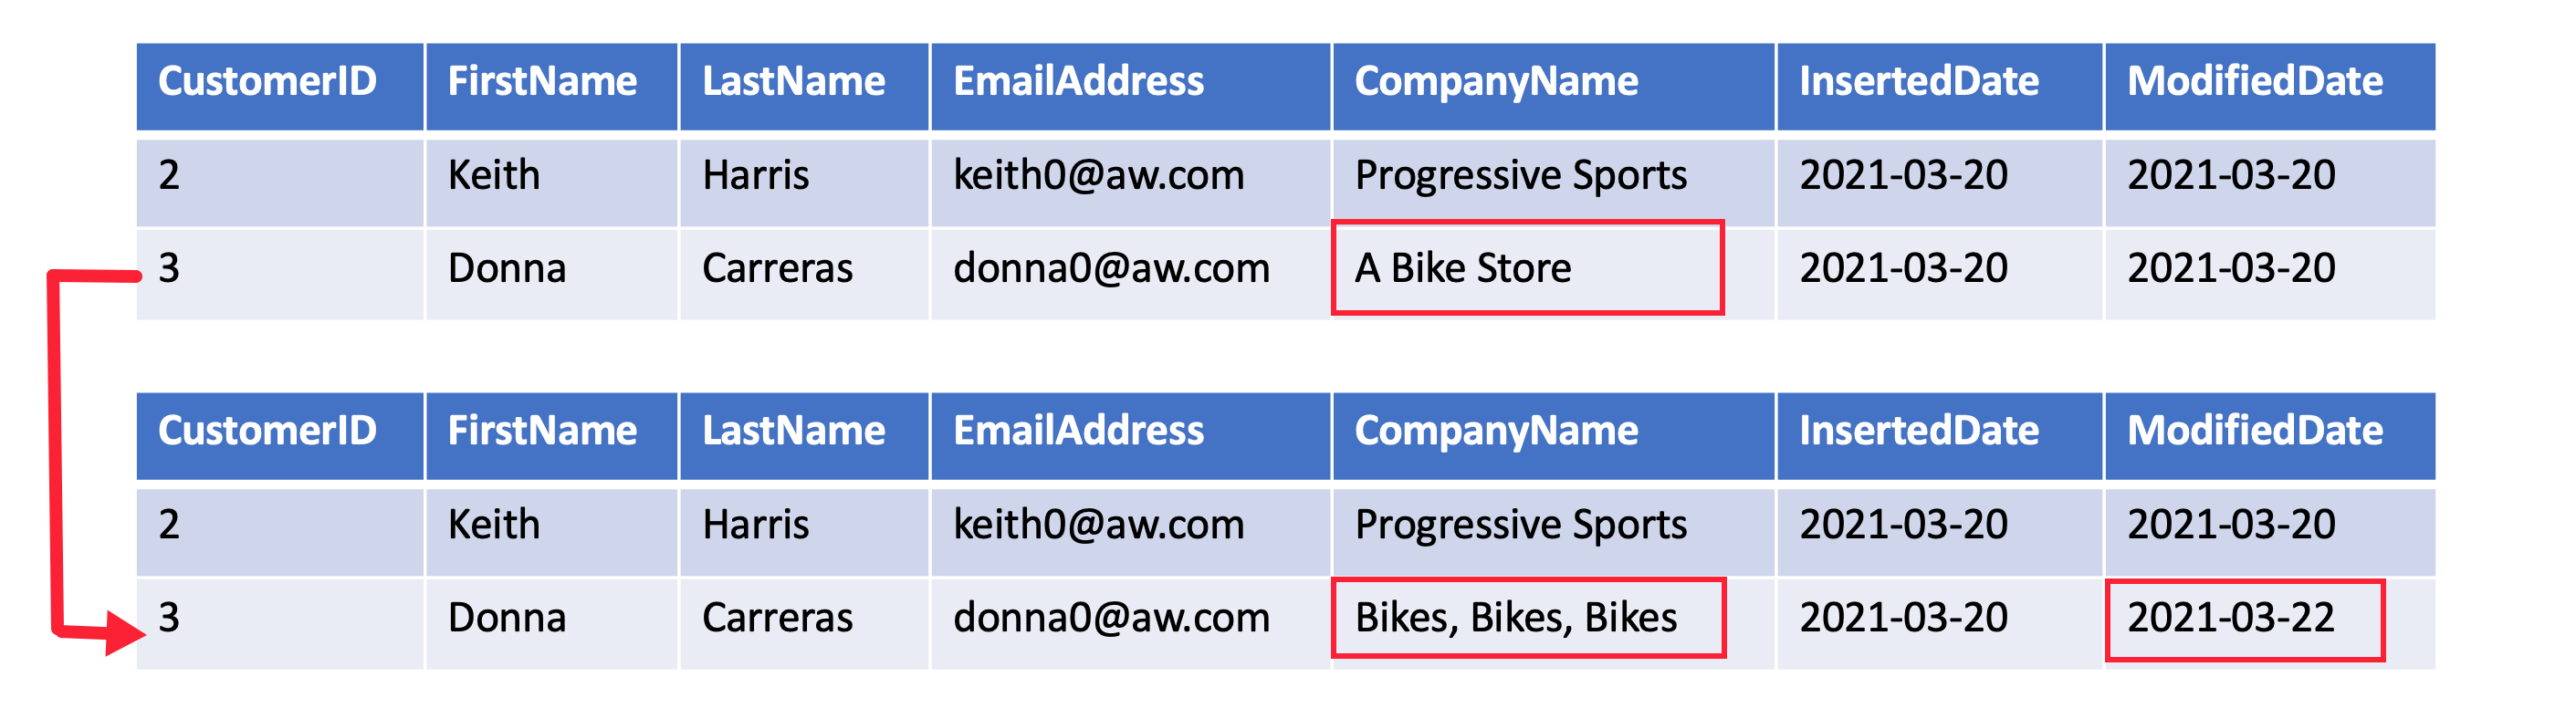 CustomerID FirstName LastName EmailAddress CompanyName InsertedDate ModifiedDate
2 Keith Harris keith0@aw.com Progressive Sports 2021-03-20 2021-03-20
3 Donna Carreras donna0@aw.com A Bike Store 2021-03-20 2021-03-20
CustomerID FirstName LastName EmailAddress CompanyName InsertedDate ModifiedDate
2 Keith Harris keith0@aw.com Progressive Sports 2021-03-20 2021-03-20
3 Donna Carreras donna0@aw.com Bikes, Bikes, Bikes 2021-03-20 2021-03-22